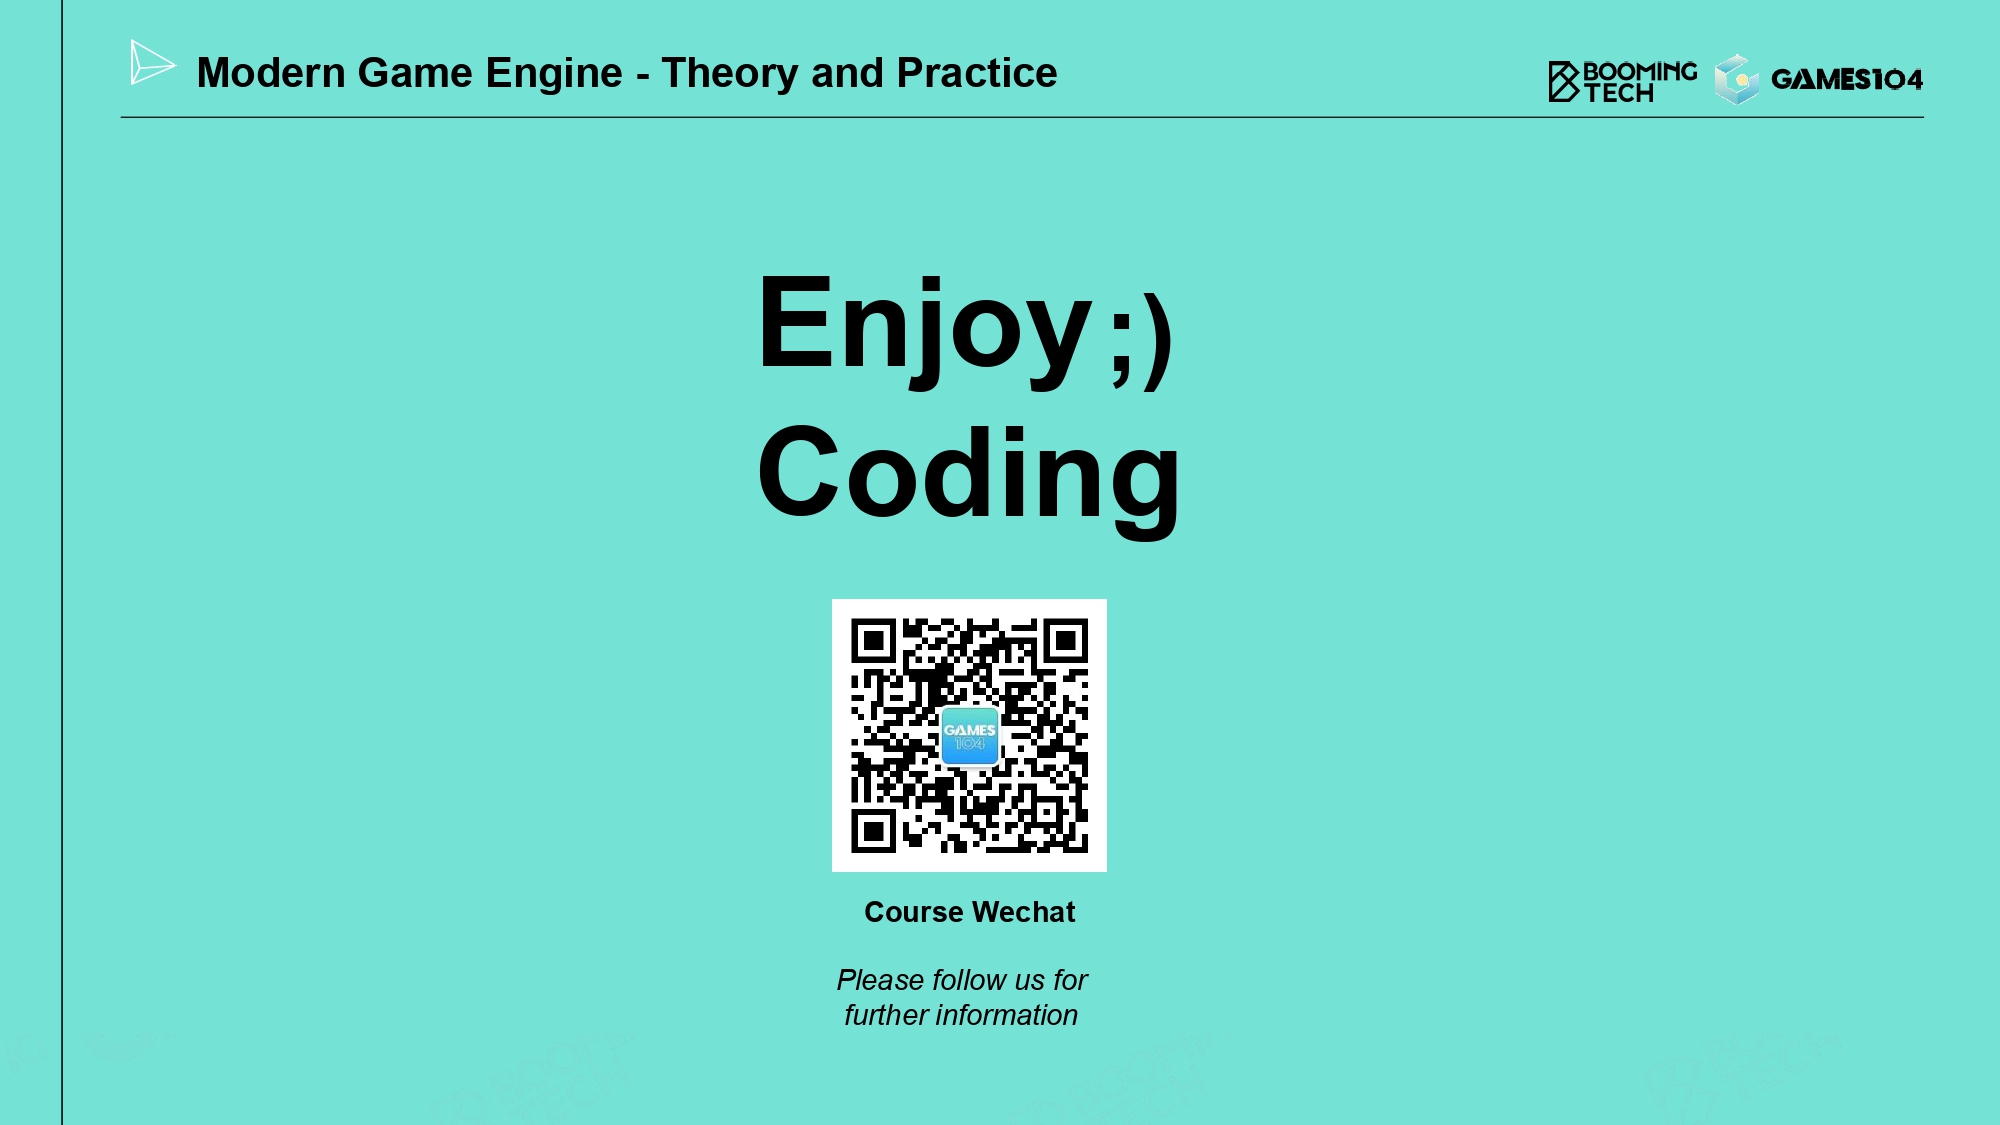 Modern Game Engine - Theory and Practice
BOOMING
TECH
GAMES104
Enjoy ;)
Coding
GAMES
104
Course Wechat
Please follow us for
further information